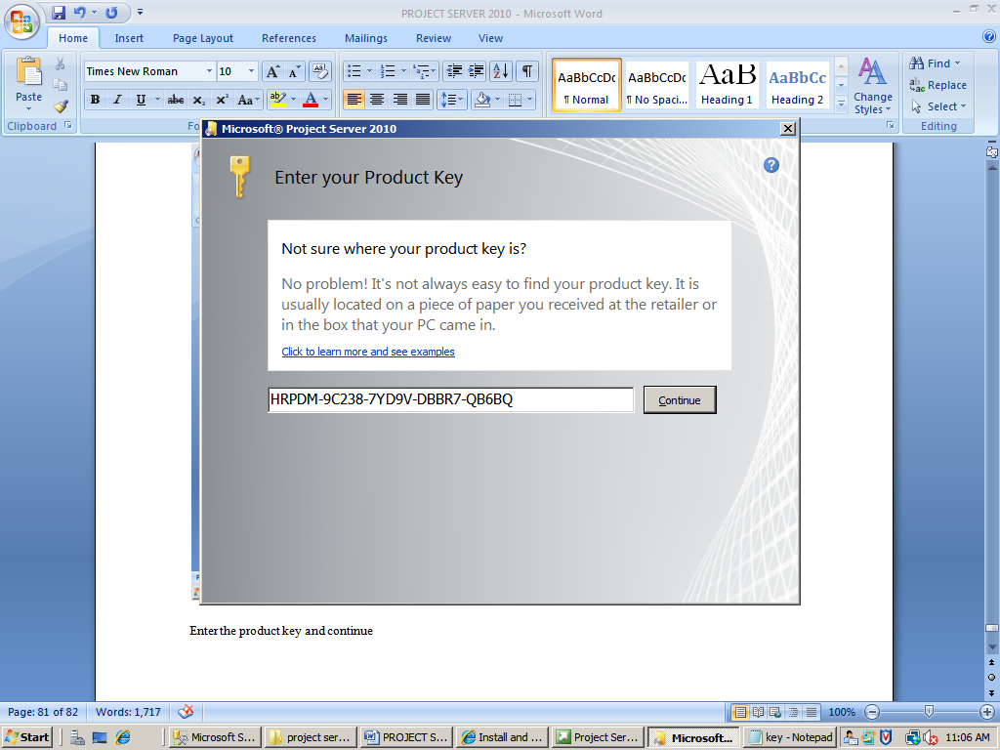 PROJECT SERVER 2010 - Microsoft Word
Home Insert Page Layout References Mailings Review View
Paste
Times New Roman 10
B I U abc X₂ X² Aa ab A
AaBbCcDc AaBbCcDc AaB AaBbCc
¶ Normal ¶ No Spaci... Heading 1 Heading 2
Change Styles
Find
Replace
Select
Clipboard Fo Editing
Microsoft® Project Server 2010
Enter your Product Key
Not sure where your product key is?
No problem! It's not always easy to find your product key. It is
usually located on a piece of paper you received at the retailer or
in the box that your PC came in.
Click to learn more and see examples
HRPDM-9C238-7YD9V-DBBR7-QB6BQ Continue
Enter the product key and continue
Page: 81 of 82 Words: 1,717 100%
Start Microsoft S... project ser... PROJECT S... Install and ... Project Ser... Microsoft... key - Notepad 11:06 AM